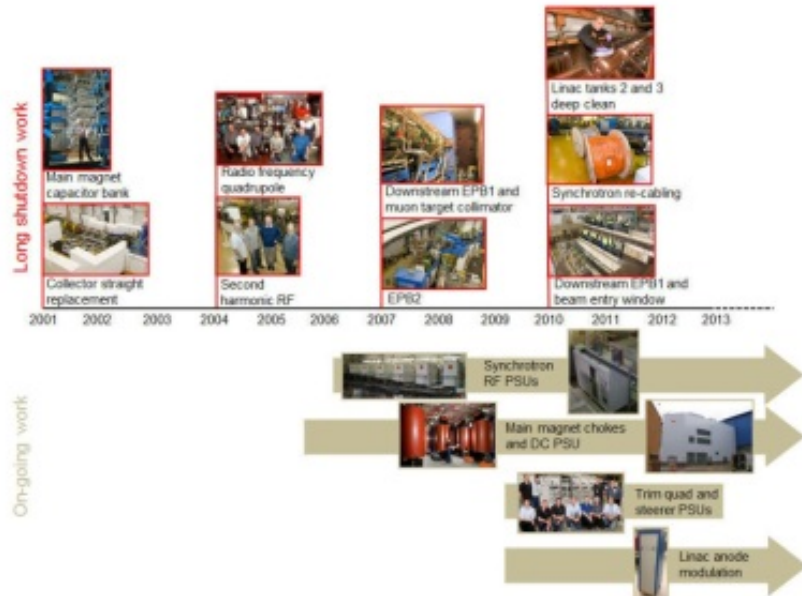 Long shutdown work
Main magnet
capacitor bank
Collector straight
replacement
Radio frequency
quadrupole
Second
harmonic RF
Downstream EPB1 and
muon target collimator
EPB2
Linac tanks 2 and 3
deep clean
Synchrotron re-cabling
Downstream EPB1 and
beam entry window
2001 2002 2003 2004 2005 2006 2007 2008 2009 2010 2011 2012 2013
On-going work
Synchrotron
RF PSUs
Main magnet chokes
and DC PSU
Trim quad and
steerer PSUs
Linac anode
modulation